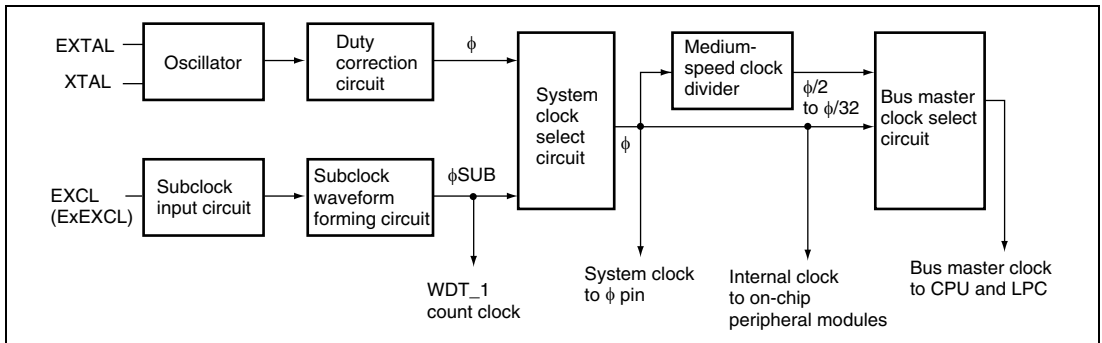 EXTAL
XTAL
Oscillator
Duty
correction
circuit
ϕ
System
clock
select
circuit
ϕ
Medium-
speed clock
divider
ϕ/2
to ϕ/32
Bus master
clock select
circuit
EXCL
(ExEXCL)
Subclock
input circuit
Subclock
waveform
forming circuit
ϕSUB
WDT_1
count clock
System clock
to ϕ pin
Internal clock
to on-chip
peripheral modules
Bus master clock
to CPU and LPC